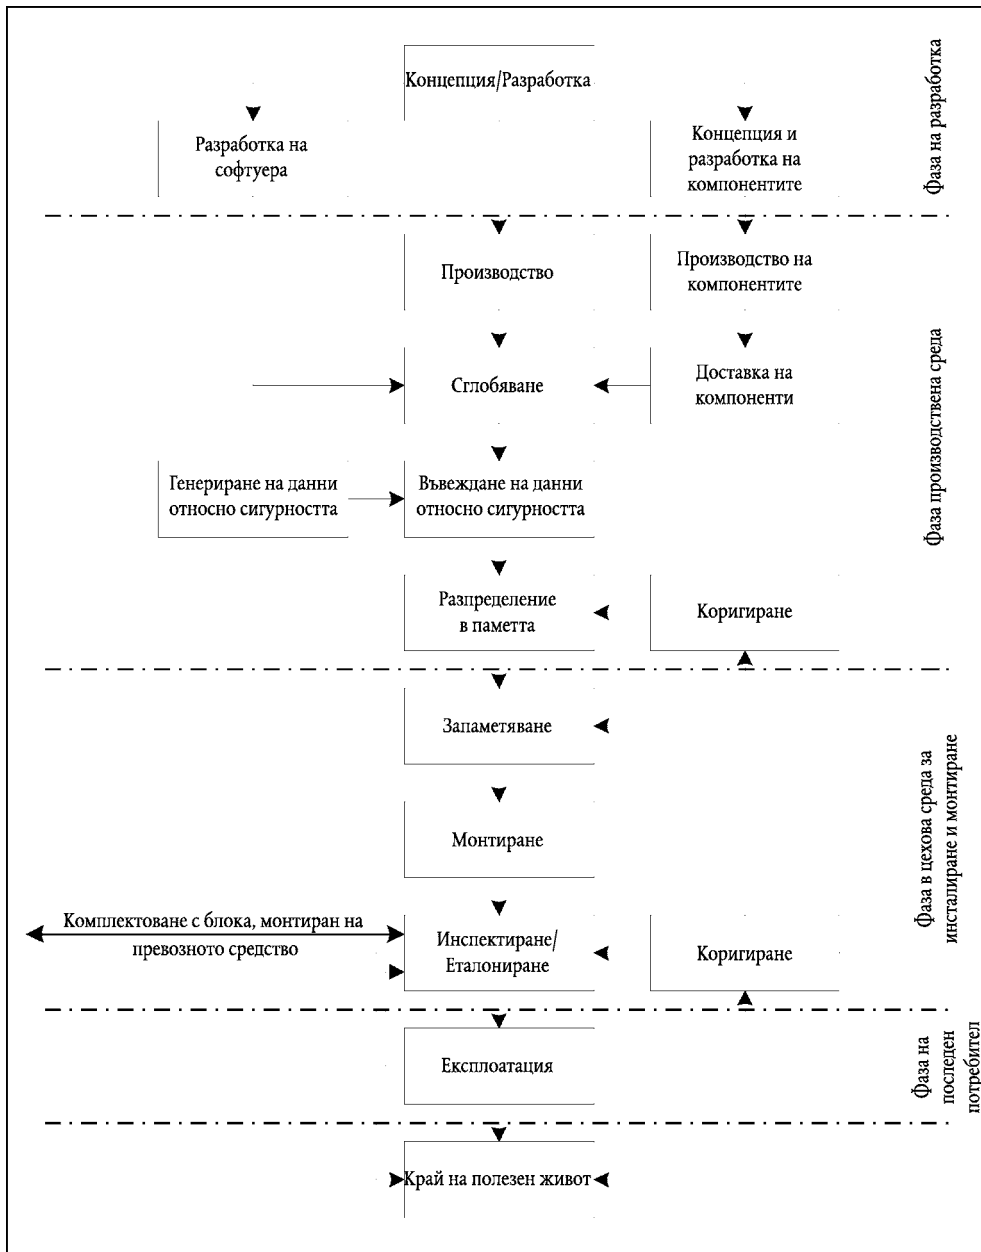 Концепция/Разработка
Разработка на
софтуера
Концепция и
разработка на
компонентите
Фаза на разработка
Производство
Производство на
компонентите
Сглобяване
Доставка на
компоненти
Генериране на данни
относно сигурността
Въвеждане на данни
относно сигурността
Разпределение
в паметта
Коригиране
Фаза производствена среда
Запаметяване
Монтиране
Комплектоване с блока, монтиран на
превозното средство
Инспектиране/
Еталониране
Коригиране
Фаза в цехова среда за
инсталиране и монтиране
Експлоатация
Фаза на
последен
потребител
Край на полезен живот